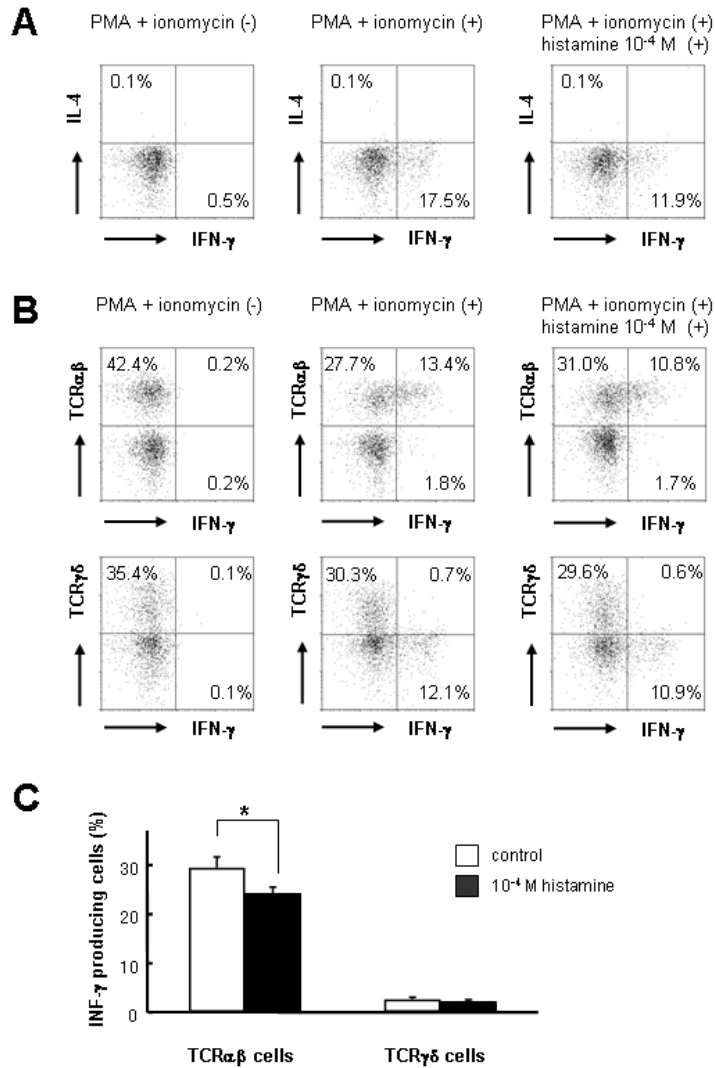 A
PMA + ionomycin (-)
PMA + ionomycin (+)
PMA + ionomycin (+)
histamine 10⁻⁴ M (+)
IL-4
0.1%
0.5%
IFN-γ
IL-4
0.1%
17.5%
IFN-γ
IL-4
0.1%
11.9%
IFN-γ
B
PMA + ionomycin (-)
PMA + ionomycin (+)
PMA + ionomycin (+)
histamine 10⁻⁴ M (+)
TCRαβ
42.4%
0.2%
0.2%
IFN-γ
TCRαβ
27.7%
13.4%
1.8%
IFN-γ
TCRαβ
31.0%
10.8%
1.7%
IFN-γ
TCRγδ
35.4%
0.1%
0.1%
IFN-γ
TCRγδ
30.3%
0.7%
12.1%
IFN-γ
TCRγδ
29.6%
0.6%
10.9%
IFN-γ
C
INF-γ producing cells (%)
30
20
10
0
*
control
10⁻⁴ M histamine
TCRαβ cells
TCRγδ cells